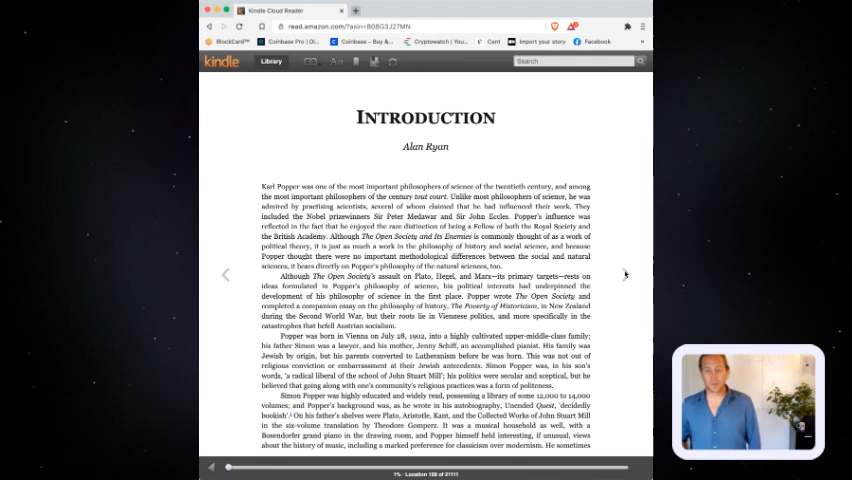 Kindle Cloud Reader
read.amazon.com/?asin=B08G3J27MN
BlockCard™
Coinbase Pro | Di...
Coinbase – Buy &...
Cryptowatch | You...
Cent
Import your story
Facebook
kindle
Library
Search
INTRODUCTION
Alan Ryan
Karl Popper was one of the most important philosophers of science of the twentieth century, and among
the most important philosophers of the century tout court. Unlike most philosophers of science, he was
admired by practising scientists, several of whom claimed that he had influenced their work. They
included the Nobel prizewinners Sir Peter Medawar and Sir John Eccles. Popper's influence was
reflected in the fact that he enjoyed the rare distinction of being a Fellow of both the Royal Society and
the British Academy. Although The Open Society and Its Enemies is commonly thought of as a work of
political theory, it is just as much a work in the philosophy of history and social science, and because
Popper thought there were no important methodological differences between the social and natural
sciences, it bears directly on Popper's philosophy of the natural sciences, too.
Although The Open Society's assault on Plato, Hegel, and Marx—its primary targets—rests on
ideas formulated in Popper's philosophy of science, his political interests had underpinned the
development of his philosophy of science in the first place. Popper wrote The Open Society and
completed a companion essay on the philosophy of history, The Poverty of Historicism, in New Zealand
during the Second World War, but their roots lie in Viennese politics, and more specifically in the
catastrophes that befell Austrian socialism.
Popper was born in Vienna on July 28, 1902, into a highly cultivated upper-middle-class family;
his father Simon was a lawyer, and his mother, Jenny Schiff, an accomplished pianist. His family was
Jewish by origin, but his parents converted to Lutheranism before he was born. This was not out of
religious conviction or embarrassment at their Jewish antecedents. Simon Popper was, in his son's
words, 'a radical liberal of the school of John Stuart Mill'; his politics were secular and sceptical, but he
believed that going along with one's community's religious practices was a form of politeness.
Simon Popper was highly educated and widely read, possessing a library of some 12,000 to 14,000
volumes; and Popper's background was, as he wrote in his autobiography, Unended Quest, 'decidedly
bookish'. On his father's shelves were Plato, Aristotle, Kant, and the Collected Works of John Stuart Mill
in the six-volume translation by Theodore Gomperz. It was a musical household as well, with a
Bosendorfer grand piano in the drawing room, and Popper himself held interesting, if unusual, views
about the history of music, including a marked preference for classicism over modernism. He sometimes
1% · Location 158 of 21111